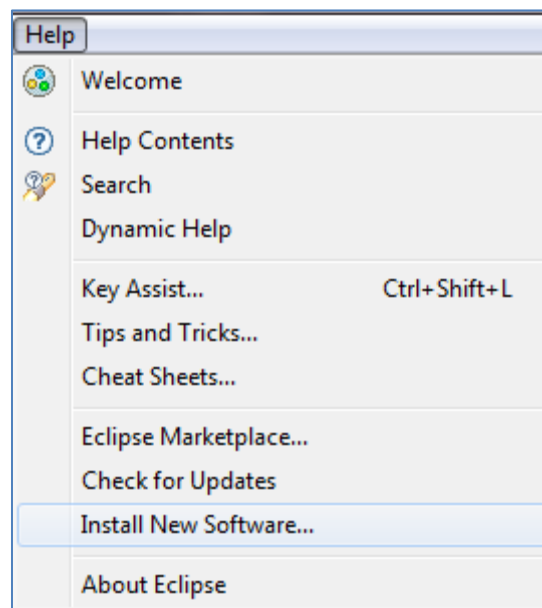 Help
Welcome
Help Contents
Search
Dynamic Help
Key Assist... Ctrl+Shift+L
Tips and Tricks...
Cheat Sheets...
Eclipse Marketplace...
Check for Updates
Install New Software...
About Eclipse